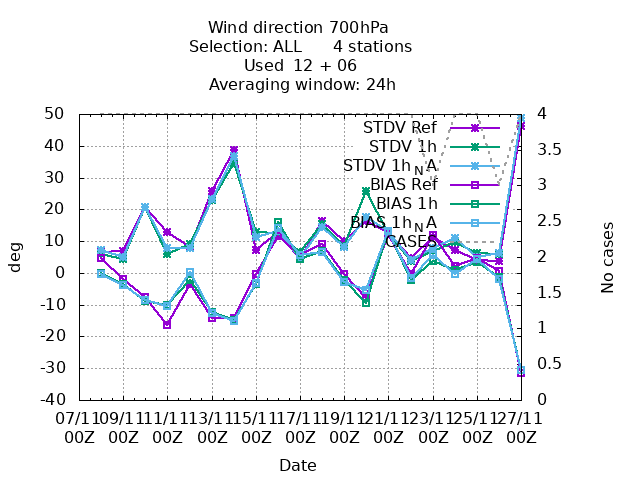 Wind direction 700hPa
Selection: ALL 4 stations
Used 12 + 06
Averaging window: 24h
50
40
30
20
10
0
-10
-20
-30
-40
deg
4
3.5
3
2.5
2
1.5
1
0.5
0
No cases
STDV Ref
STDV 1h
STDV 1h_NA
BIAS Ref
BIAS 1h
BIAS 1h_NA
CASES
07/11 09/11 11/11 13/11 15/11 17/11 19/11 21/11 23/11 25/11 27/11
00Z 00Z 00Z 00Z 00Z 00Z 00Z 00Z 00Z 00Z 00Z
Date